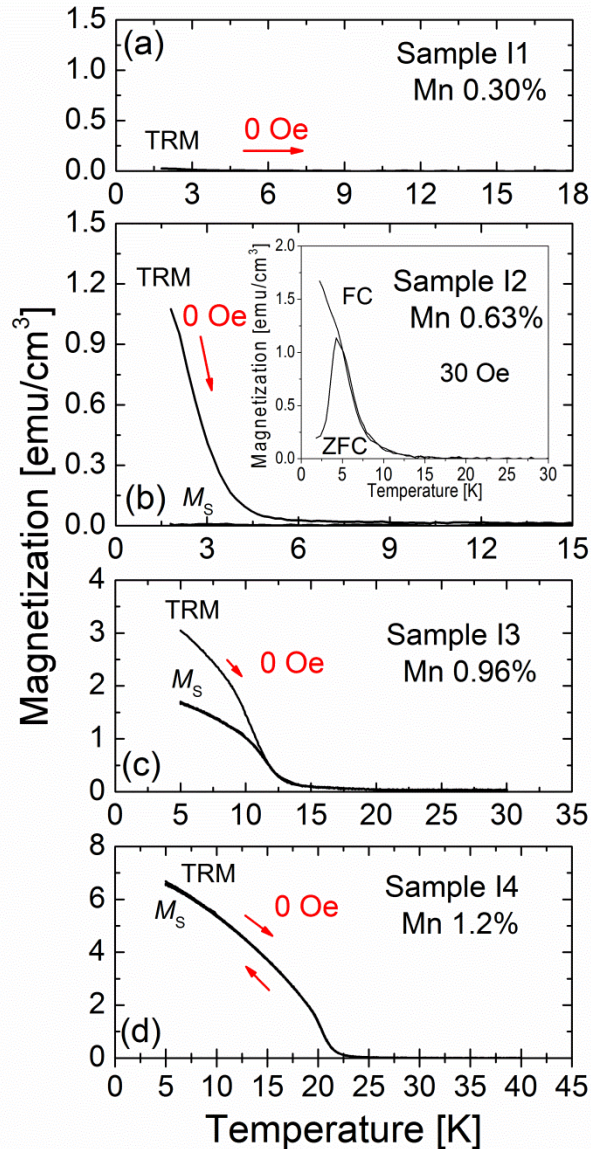 Magnetization [emu/cm³]
(a)
Sample I1
Mn 0.30%
TRM
0 Oe
1.5
1.0
0.5
0.0
0 3 6 9 12 15 18
TRM
0 Oe
Sample I2
Mn 0.63%
30 Oe
Magnetization [emu/cm³]
2.0
1.5
1.0
0.5
0.0
FC
ZFC
0 5 10 15 20 25 30
Temperature [K]
(b)
M_S
1.5
1.2
0.9
0.6
0.3
0.0
0 3 6 9 12 15
TRM
0 Oe
Sample I3
Mn 0.96%
M_S
(c)
4
3
2
1
0
0 5 10 15 20 25 30 35
TRM
M_S
0 Oe
Sample I4
Mn 1.2%
(d)
8
6
4
2
0
0 5 10 15 20 25 30 35 40 45
Temperature [K]